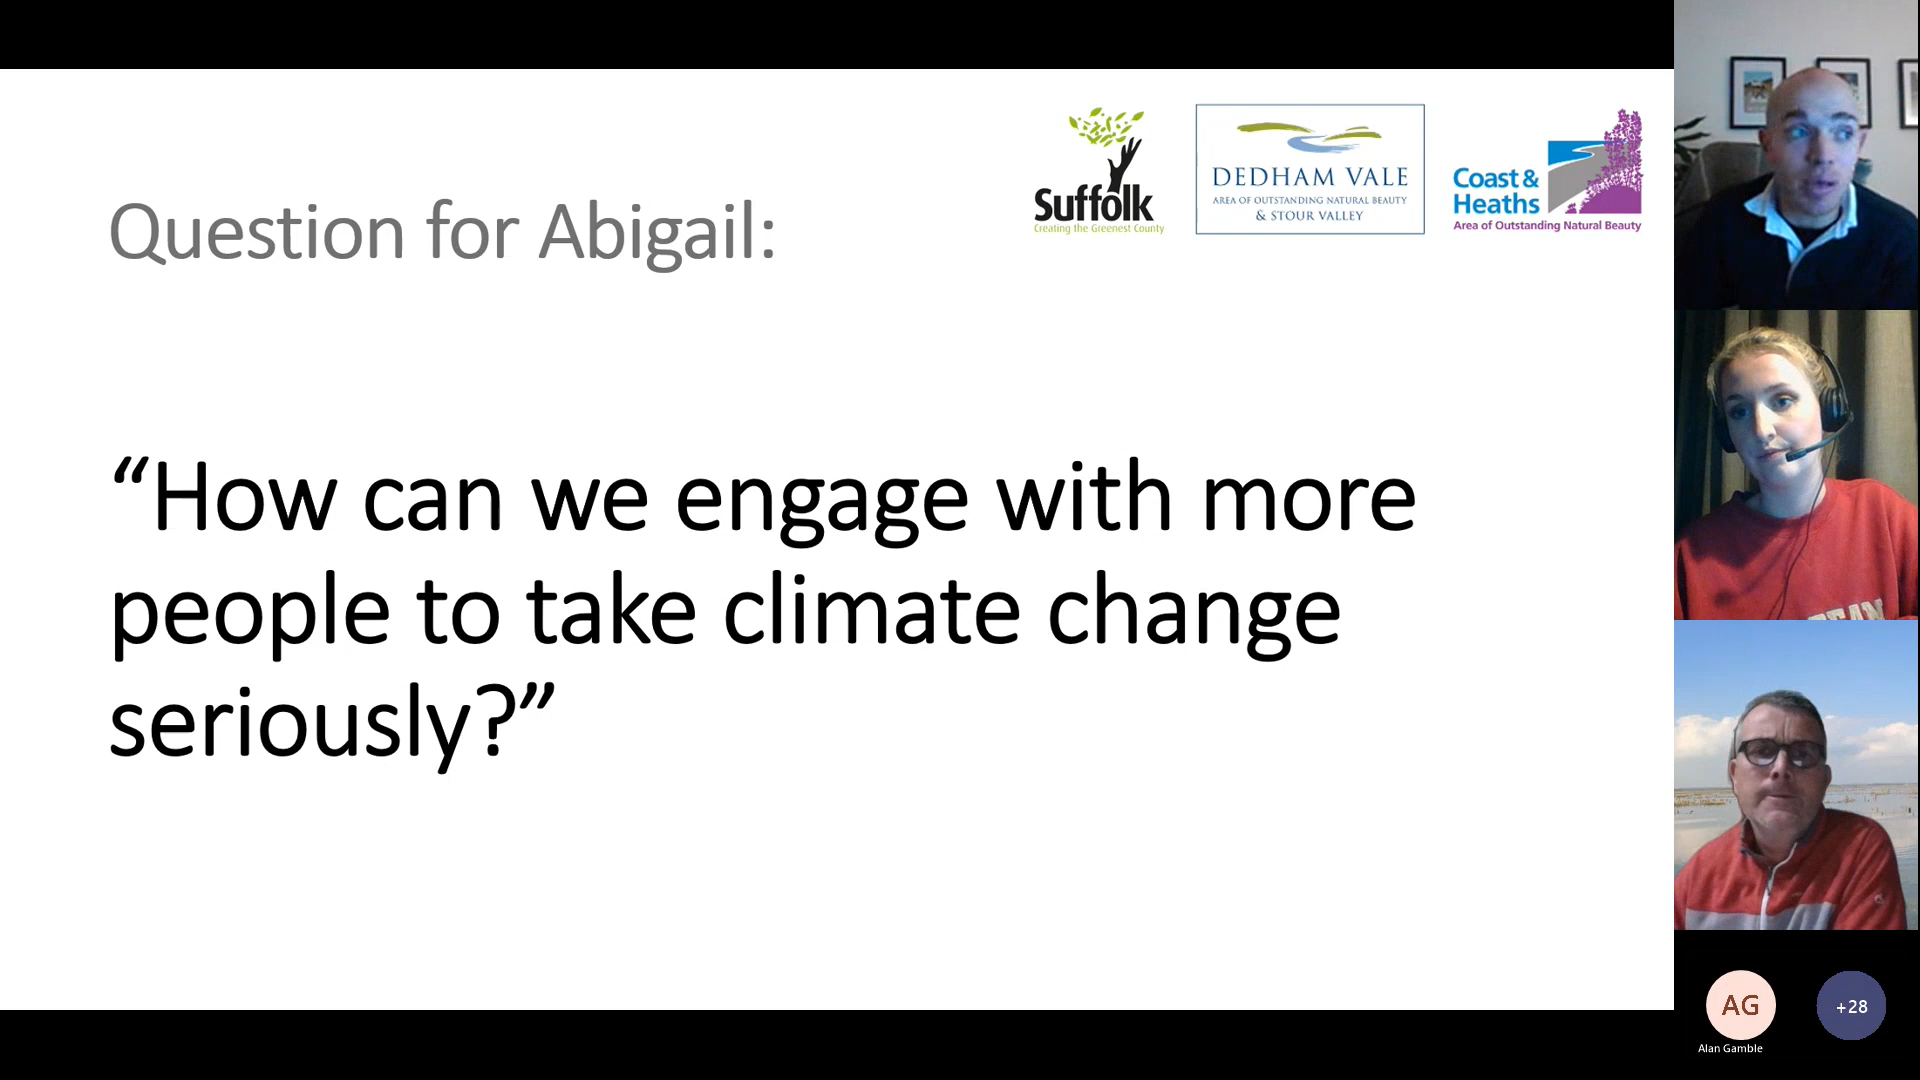 Suffolk
Creating the Greenest County
DEDHAM VALE
AREA OF OUTSTANDING NATURAL BEAUTY
& STOUR VALLEY
Coast &
Heaths
Area of Outstanding Natural Beauty
Question for Abigail:
“How can we engage with more
people to take climate change
seriously?”
AG
+28
Alan Gamble